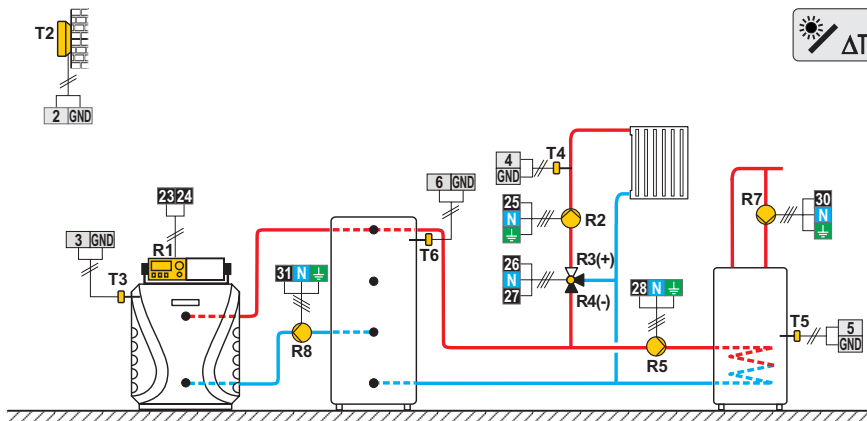 T2
2 GND
ΔT
3 GND
T3
23 24
R1
31 N
R8
6 GND
T6
4
GND
T4
25
N
R2
26
N
27
R3(+)
R4(-)
28 N
R5
R7
30
N
T5
5
GND